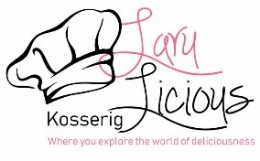 Lary
Licious
Kosserig
Where you explore the world of deliciousness